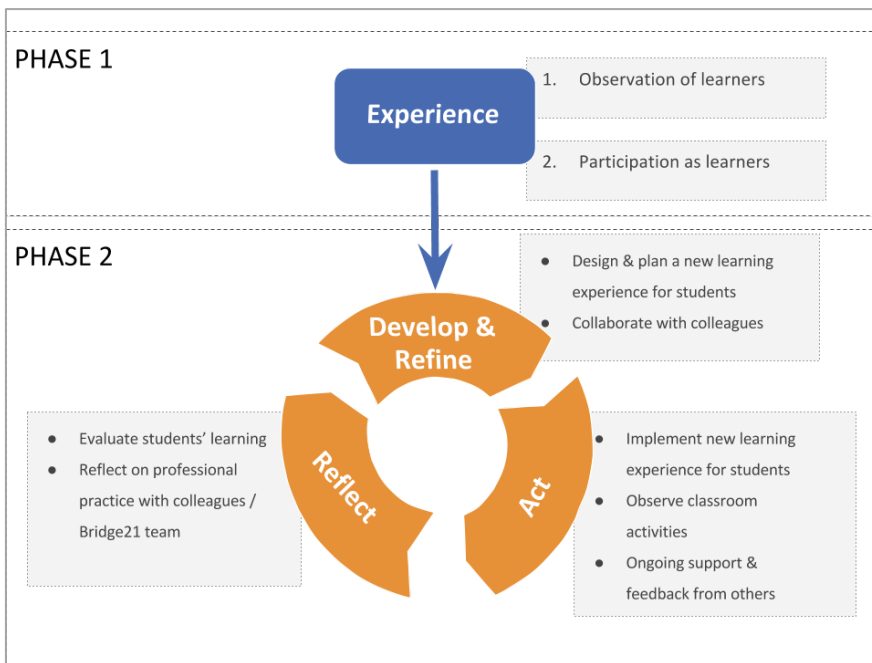 PHASE 1
Experience
1. Observation of learners
2. Participation as learners
PHASE 2
● Design & plan a new learning
experience for students
● Collaborate with colleagues
Develop &
Refine
● Evaluate students’ learning
● Reflect on professional
practice with colleagues /
Bridge21 team
Reflect
Act
● Implement new learning
experience for students
● Observe classroom
activities
● Ongoing support &
feedback from others